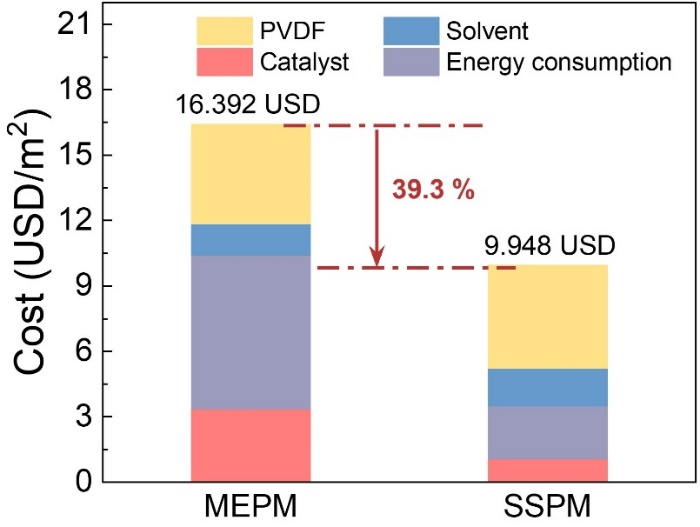 Cost (USD/m²)
21
18
15
12
9
6
3
0
PVDF
Solvent
Catalyst
Energy consumption
16.392 USD
39.3 %
9.948 USD
MEPM
SSPM